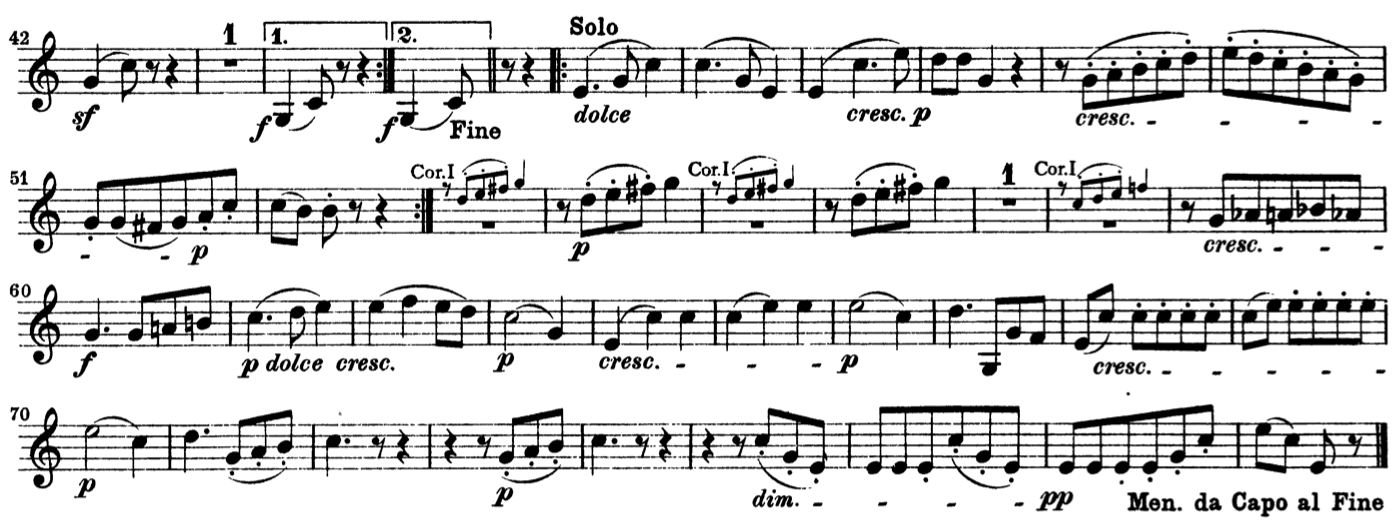 Solo
42 1 1. 2.
sf f f Fine dolce cresc. p cresc. - - - -
51 Cor.I Cor.I 1 Cor.I
- - p p cresc. - - -
60
f p dolce cresc. p cresc. - - - p cresc. - - - - -
70
p p dim. - - - - pp Men. da Capo al Fine